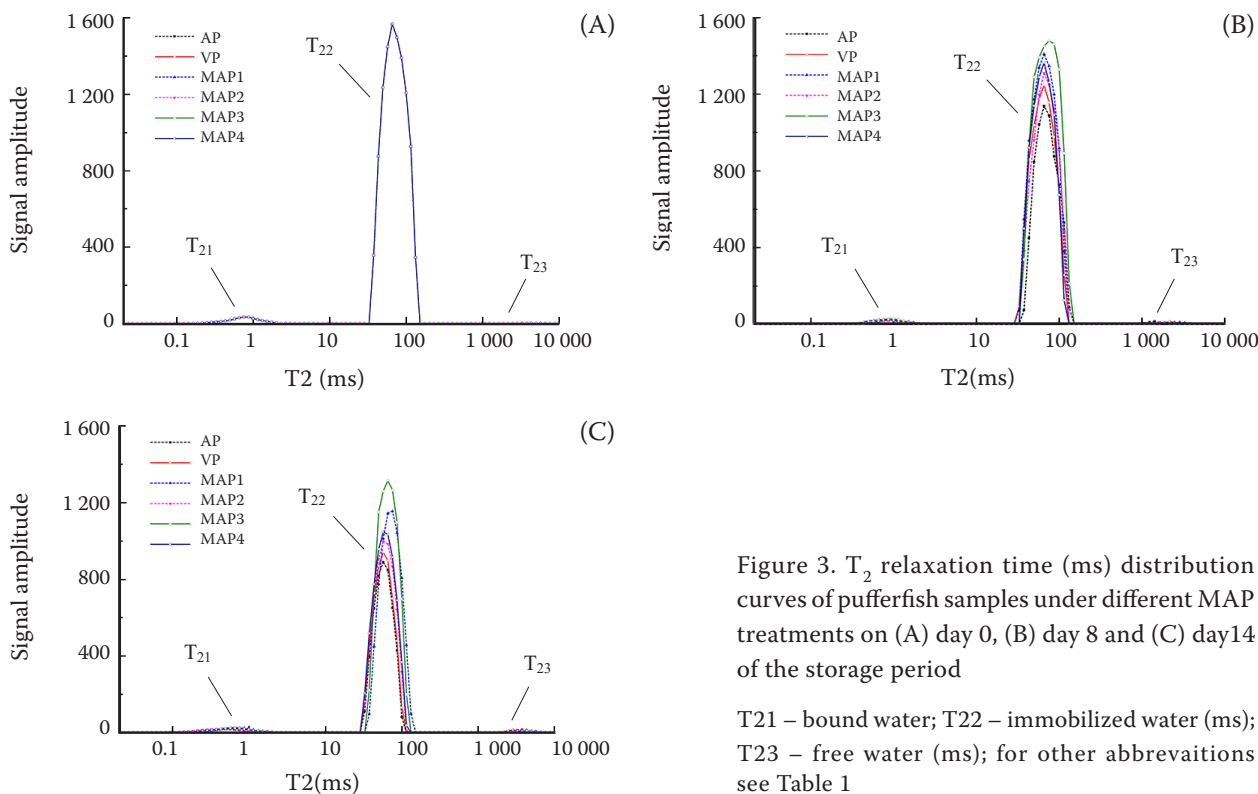 1 600
(A)
AP
VP
MAP1
MAP2
MAP3
MAP4
T22
1 200
Signal amplitude
800
400
T21
T23
0
0.1
1
10
100
1 000
10 000
T2 (ms)
1 600
(B)
AP
VP
MAP1
MAP2
MAP3
MAP4
T22
1 200
Signal amplitude
800
400
T21
T23
0
0.1
1
10
100
1 000
10 000
T2(ms)
1 600
(C)
AP
VP
MAP1
MAP2
MAP3
MAP4
T22
1 200
Signal amplitude
800
400
T21
T23
0
0.1
1
10
100
1 000
10 000
T2(ms)
Figure 3. T2 relaxation time (ms) distribution
curves of pufferfish samples under different MAP
treatments on (A) day 0, (B) day 8 and (C) day14
of the storage period
T21 – bound water; T22 – immobilized water (ms);
T23 – free water (ms); for other abbrevaitions
see Table 1